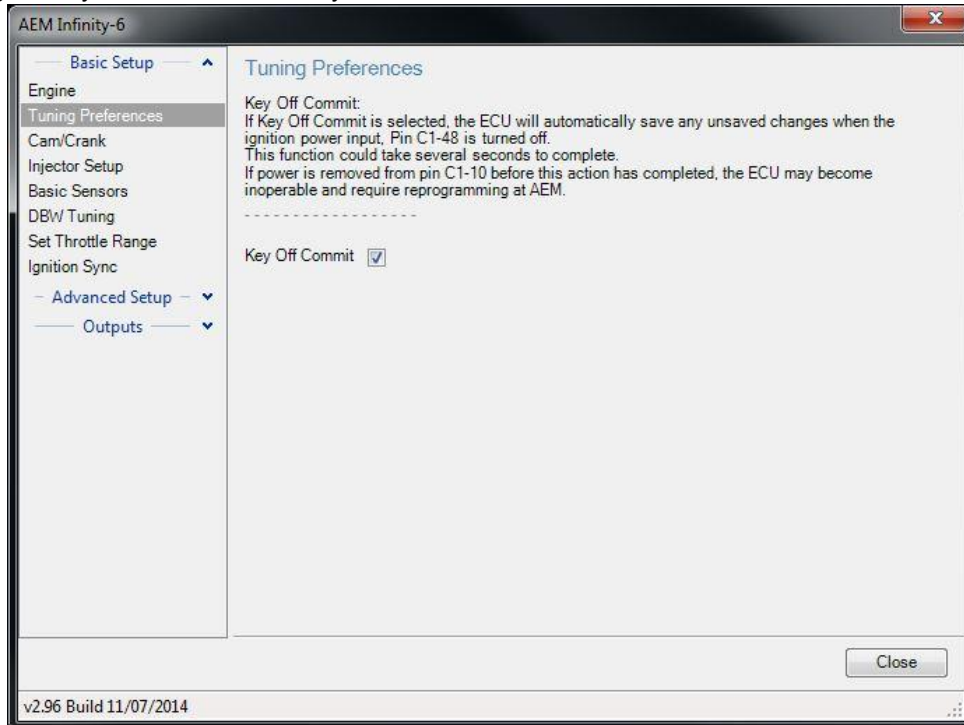 AEM Infinity-6
Basic Setup
Engine
Tuning Preferences
Cam/Crank
Injector Setup
Basic Sensors
DBW Tuning
Set Throttle Range
Ignition Sync
Advanced Setup
Outputs
Tuning Preferences
Key Off Commit:
If Key Off Commit is selected, the ECU will automatically save any unsaved changes when the
ignition power input, Pin C1-48 is turned off.
This function could take several seconds to complete.
If power is removed from pin C1-10 before this action has completed, the ECU may become
inoperable and require reprogramming at AEM.
- - - - - - - - - - - - - - - - - -
Key Off Commit
Close
v2.96 Build 11/07/2014